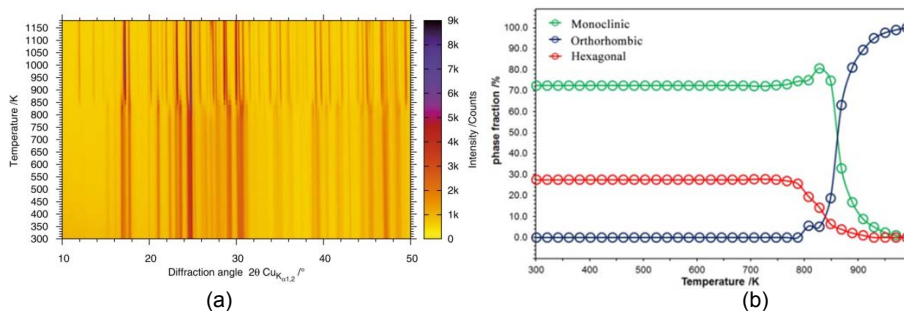 1150
1100
1050
1000
950
900
850
800
750
700
650
600
550
500
450
400
350
300
Temperature /K
10
20
30
40
50
Diffraction angle 2θ CuKα1,2 /°
9k
8k
7k
6k
5k
4k
3k
2k
1k
0
Intensity /Counts
(a)
Monoclinic
Orthorhombic
Hexagonal
100.0
80.0
70.0
60.0
50.0
40.0
30.0
20.0
10.0
0.0
phase fraction /%
300
400
500
600
700
800
900
Temperature /K
(b)